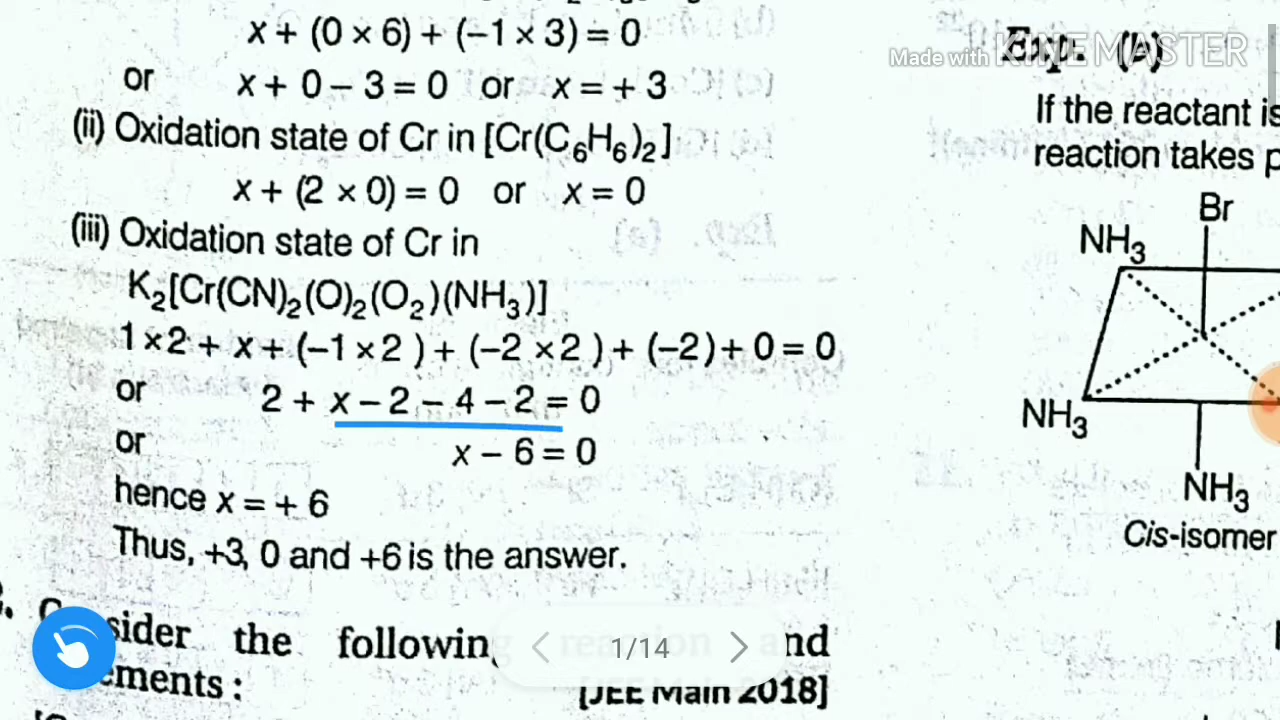 x + (0 × 6) + (−1 × 3) = 0
or x + 0 − 3 = 0 or x = + 3
(ii) Oxidation state of Cr in [Cr(C₆H₆)₂]
x + (2 × 0) = 0 or x = 0
(iii) Oxidation state of Cr in
K₂[Cr(CN)₂(O)₂(O₂)(NH₃)]
1 × 2 + x + (−1 × 2 ) + (−2 × 2 ) + (−2) + 0 = 0
or 2 + x − 2 − 4 − 2 = 0
or x − 6 = 0
hence x = + 6
Thus, +3, 0 and +6 is the answer.
the following reaction and
[JEE Main 2018]
Made with KINEMASTER
Exp. (b)
If the reactant is
reaction takes
Br
NH₃
NH₃
NH₃
Cis-isomer
1/14